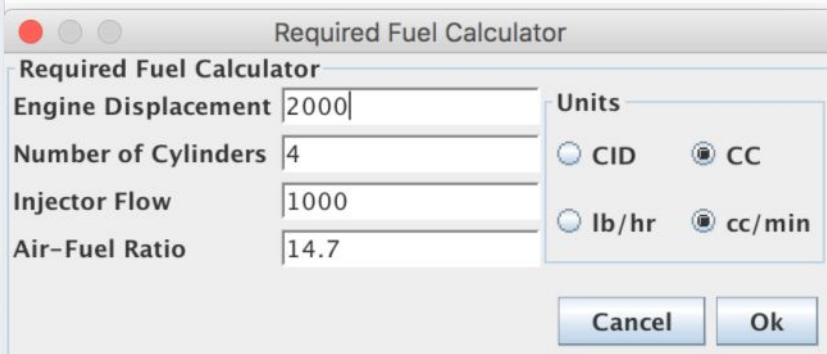 Required Fuel Calculator
Required Fuel Calculator
Engine Displacement 2000
Number of Cylinders 4
Injector Flow 1000
Air-Fuel Ratio 14.7
Units
CID CC
lb/hr cc/min
Cancel Ok